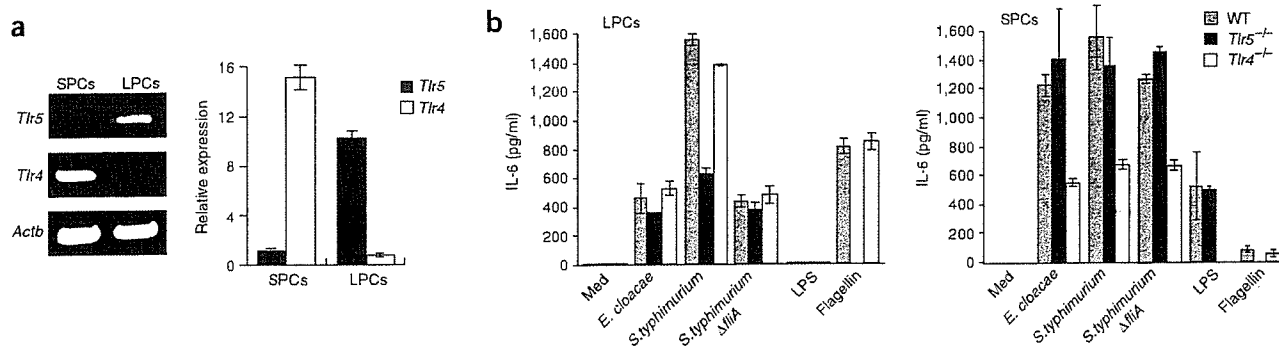 a
SPCs LPCs
Tlr5
Tlr4
Actb
Relative expression
16
12
8
4
0
SPCs LPCs
Tlr5
Tlr4
b
LPCs
IL-6 (pg/ml)
1,600
1,400
1,200
1,000
800
600
400
200
0
Med
E. cloacae
S.typhimurium
S.typhimurium
ΔfliA
LPS
Flagellin
SPCs
IL-6 (pg/ml)
1,600
1,400
1,200
1,000
800
600
400
200
0
Med
E. cloacae
S.typhimurium
S.typhimurium
ΔfliA
LPS
Flagellin
WT
Tlr5⁻/⁻
Tlr4⁻/⁻